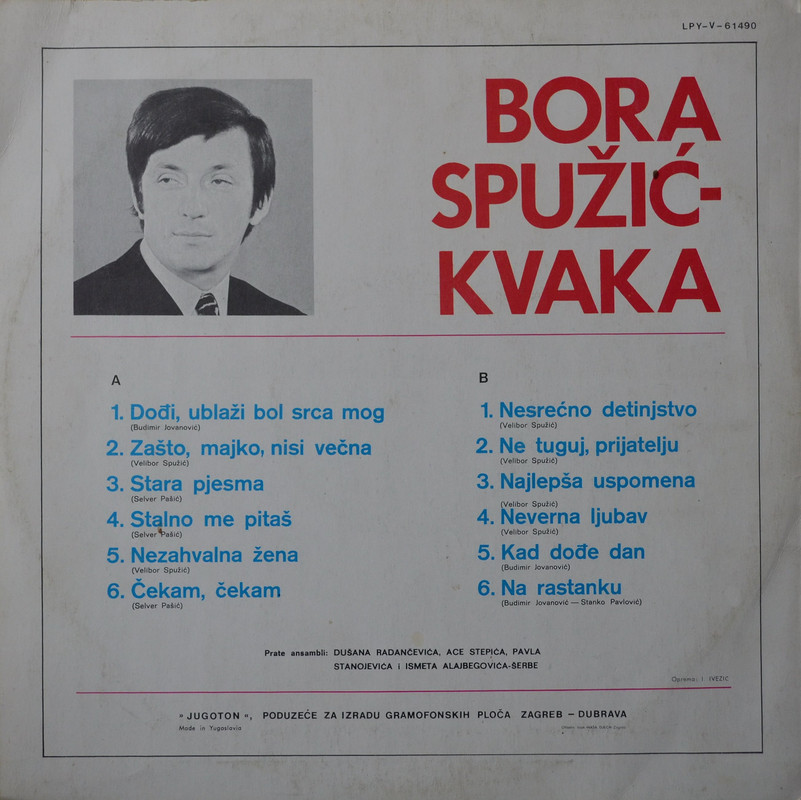 LPY-V-61490
BORA
SPUŽIĆ-
KVAKA
A
1. Dođi, ublaži bol srca mog
(Budimir Jovanović)
2. Zašto, majko, nisi večna
(Velibor Spužić)
3. Stara pjesma
(Selver Pašić)
4. Stalno me pitaš
(Selver Pašić)
5. Nezahvalna žena
(Velibor Spužić)
6. Čekam, čekam
(Selver Pašić)
B
1. Nesrećno detinjstvo
(Velibor Spužić)
2. Ne tuguj, prijatelju
(Velibor Spužić)
3. Najlepša uspomena
(Velibor Spužić)
4. Neverna ljubav
(Velibor Spužić)
5. Kad dođe dan
(Budimir Jovanović)
6. Na rastanku
(Budimir Jovanović — Stanko Pavlović)
Prate ansambli: DUŠANA RADANČEVIĆA, ACE STEPIĆA, PAVLA
STANOJEVIĆA i ISMETA ALAJBEGOVIĆA-ŠERBE
Oprema: I. IVEZIĆ
»JUGOTON«, PODUZEĆE ZA IZRADU GRAMOFONSKIH PLOČA ZAGREB – DUBRAVA
Made in Yugoslavia